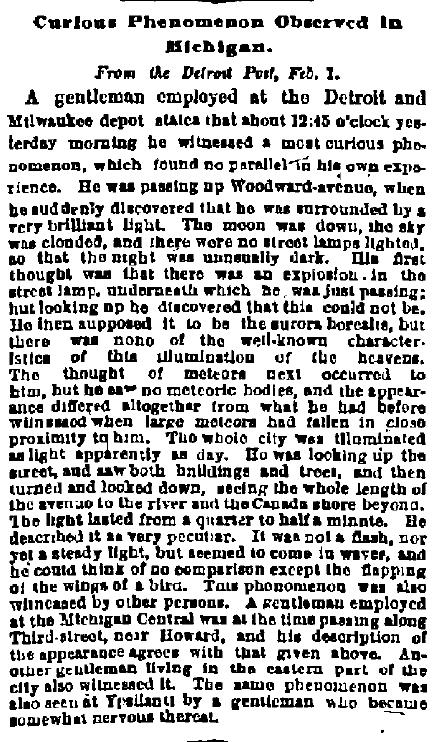 Curious Phenomenon Observed in
Michigan.
From the Detroit Post, Feb. 1.
A gentleman employed at the Detroit and
Milwaukee depot states that about 12:45 o'clock yes-
terday morning he witnessed a most curious phe-
nomenon, which found no parallel in his own expe-
rience. He was passing up Woodward-avenue, when
he suddenly discovered that he was surrounded by a
very brilliant light. The moon was down, the sky
was clouded, and there were no street lamps lighted,
so that the night was unusually dark. His first
thought was that there was an explosion in the
street lamp, underneath which he was just passing;
but looking up he discovered that this could not be.
He then supposed it to be the aurora borealis, but
there was none of the well-known character-
istics of this illumination of the heavens.
The thought of meteors next occurred to
him, but he saw no meteoric bodies, and the appear-
ance differed altogether from what he had before
witnessed when large meteors had fallen in close
proximity to him. The whole city was illuminated
as light apparently as day. He was looking up the
street, and saw both buildings and trees, and then
turned and looked down, seeing the whole length of
the avenue to the river and the Canada shore beyond.
The light lasted from a quarter to half a minute. He
described it as very peculiar. It was not a flash, nor
yet a steady light, but seemed to come in waves, and
he could think of no comparison except the flapping
of the wings of a bird. This phenomenon was also
witnessed by other persons. A gentleman employed
at the Michigan Central was at the time passing along
Third-street, near Howard, and his description of
the appearance agrees with that given above. An-
other gentleman living in the eastern part of the
city also witnessed it. The same phenomenon was
also seen at Ypsilanti by a gentleman who became
somewhat nervous thereat.